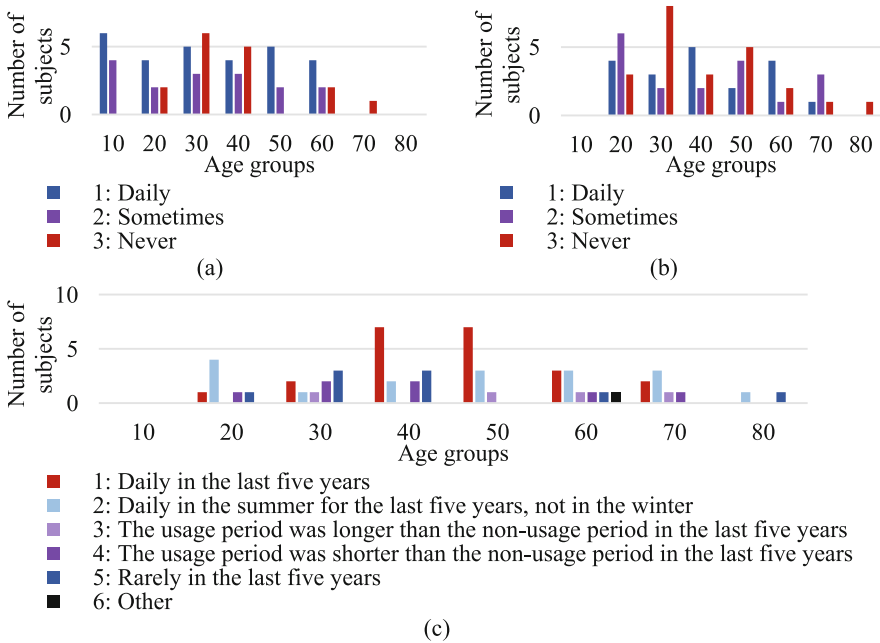 Number of subjects
5
0
10 20 30 40 50 60 70 80
Age groups
1: Daily
2: Sometimes
3: Never
(a)
Number of subjects
5
0
10 20 30 40 50 60 70 80
Age groups
1: Daily
2: Sometimes
3: Never
(b)
Number of subjects
10
5
0
10 20 30 40 50 60 70 80
Age groups
1: Daily in the last five years
2: Daily in the summer for the last five years, not in the winter
3: The usage period was longer than the non-usage period in the last five years
4: The usage period was shorter than the non-usage period in the last five years
5: Rarely in the last five years
6: Other
(c)